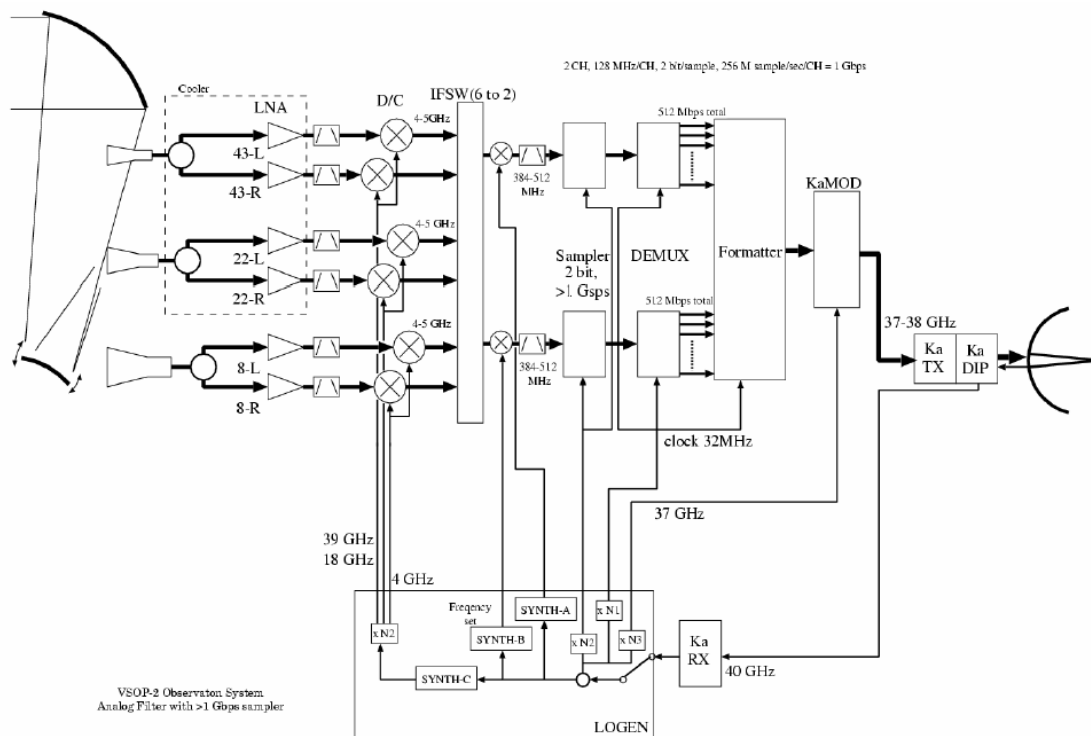 2 CH, 128 MHz/CH, 2 bit/sample, 256 M sample/sec/CH = 1 Gbps
Cooler
LNA
D/C
IFSW(6 to 2)
4-5GHz
512 Mbps total
43-L
43-R
384-512
MHz
KaMOD
4-5 GHz
22-L
22-R
Sampler
2 bit,
>1 Gsps
DEMUX
Formatter
512 Mbps total
4-5 GHz
37-38 GHz
384-512
MHz
Ka
TX
Ka
DIP
8-L
8-R
clock 32MHz
37 GHz
39 GHz
18 GHz
4 GHz
Freqency
set
SYNTH-A
x N1
x N2
SYNTH-B
x N2
x N3
Ka
RX
40 GHz
SYNTH-C
VSOP-2 Observaton System
Analog Filter with >1 Gbps sampler
LOGEN